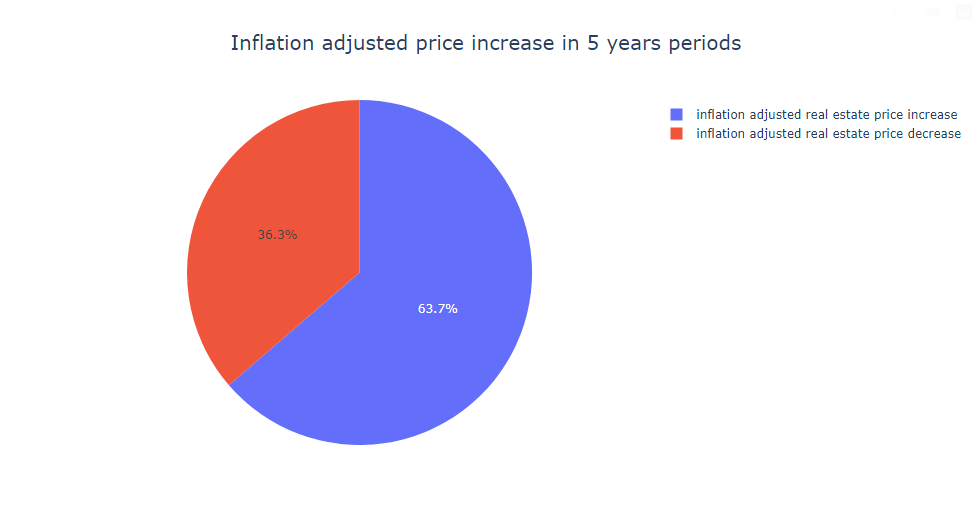 Inflation adjusted price increase in 5 years periods
inflation adjusted real estate price increase
inflation adjusted real estate price decrease
36.3%
63.7%